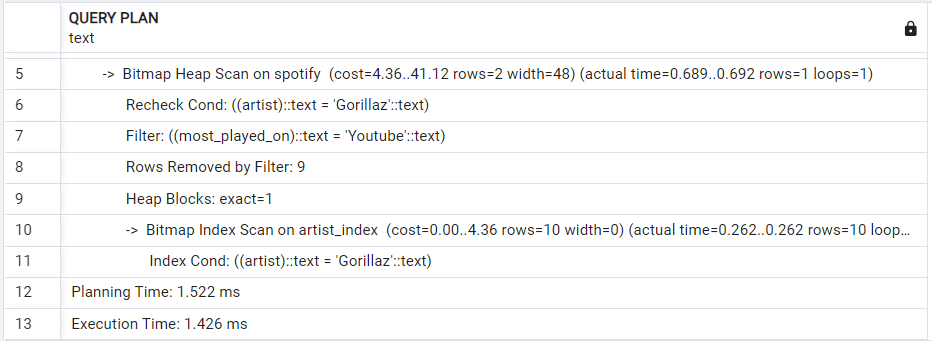 QUERY PLAN
text
5 -> Bitmap Heap Scan on spotify (cost=4.36..41.12 rows=2 width=48) (actual time=0.689..0.692 rows=1 loops=1)
6 Recheck Cond: ((artist)::text = 'Gorillaz'::text)
7 Filter: ((most_played_on)::text = 'Youtube'::text)
8 Rows Removed by Filter: 9
9 Heap Blocks: exact=1
10 -> Bitmap Index Scan on artist_index (cost=0.00..4.36 rows=10 width=0) (actual time=0.262..0.262 rows=10 loop...
11 Index Cond: ((artist)::text = 'Gorillaz'::text)
12 Planning Time: 1.522 ms
13 Execution Time: 1.426 ms